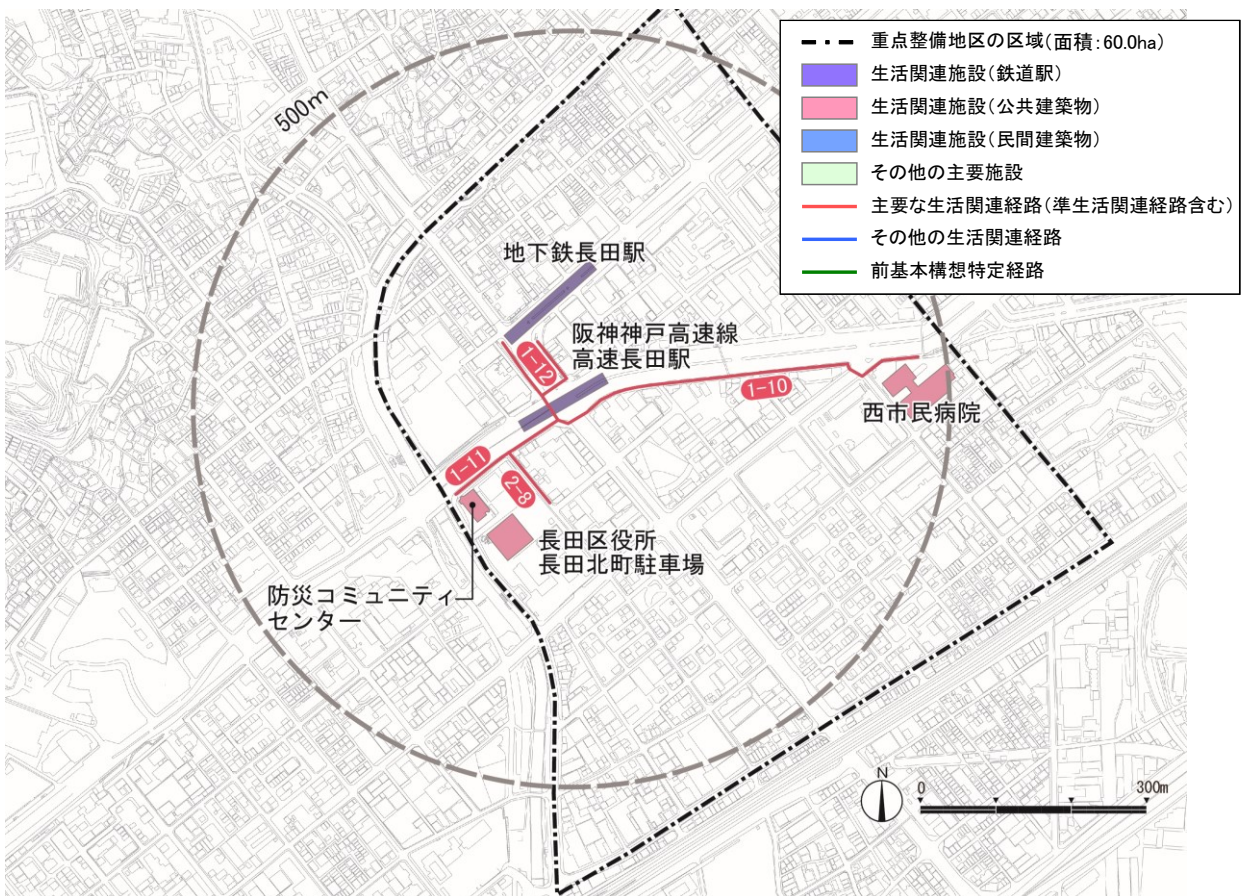 重点整備地区の区域(面積:60.0ha)
生活関連施設(鉄道駅)
生活関連施設(公共建築物)
生活関連施設(民間建築物)
その他の主要施設
主要な生活関連経路(準生活関連経路含む)
その他の生活関連経路
前基本構想特定経路
500m
地下鉄長田駅
阪神神戸高速線
高速長田駅
1-12
1-10
西市民病院
1-11
2-8
長田区役所
長田北町駐車場
防災コミュニティ
センター
N
0
300m